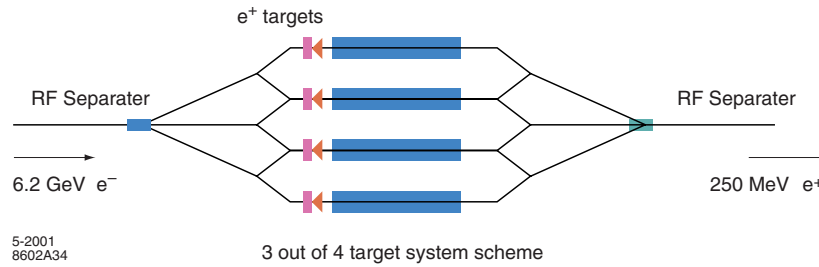 e+ targets
RF Separater
RF Separater
6.2 GeV e–
250 MeV e+
5-2001
8602A34
3 out of 4 target system scheme